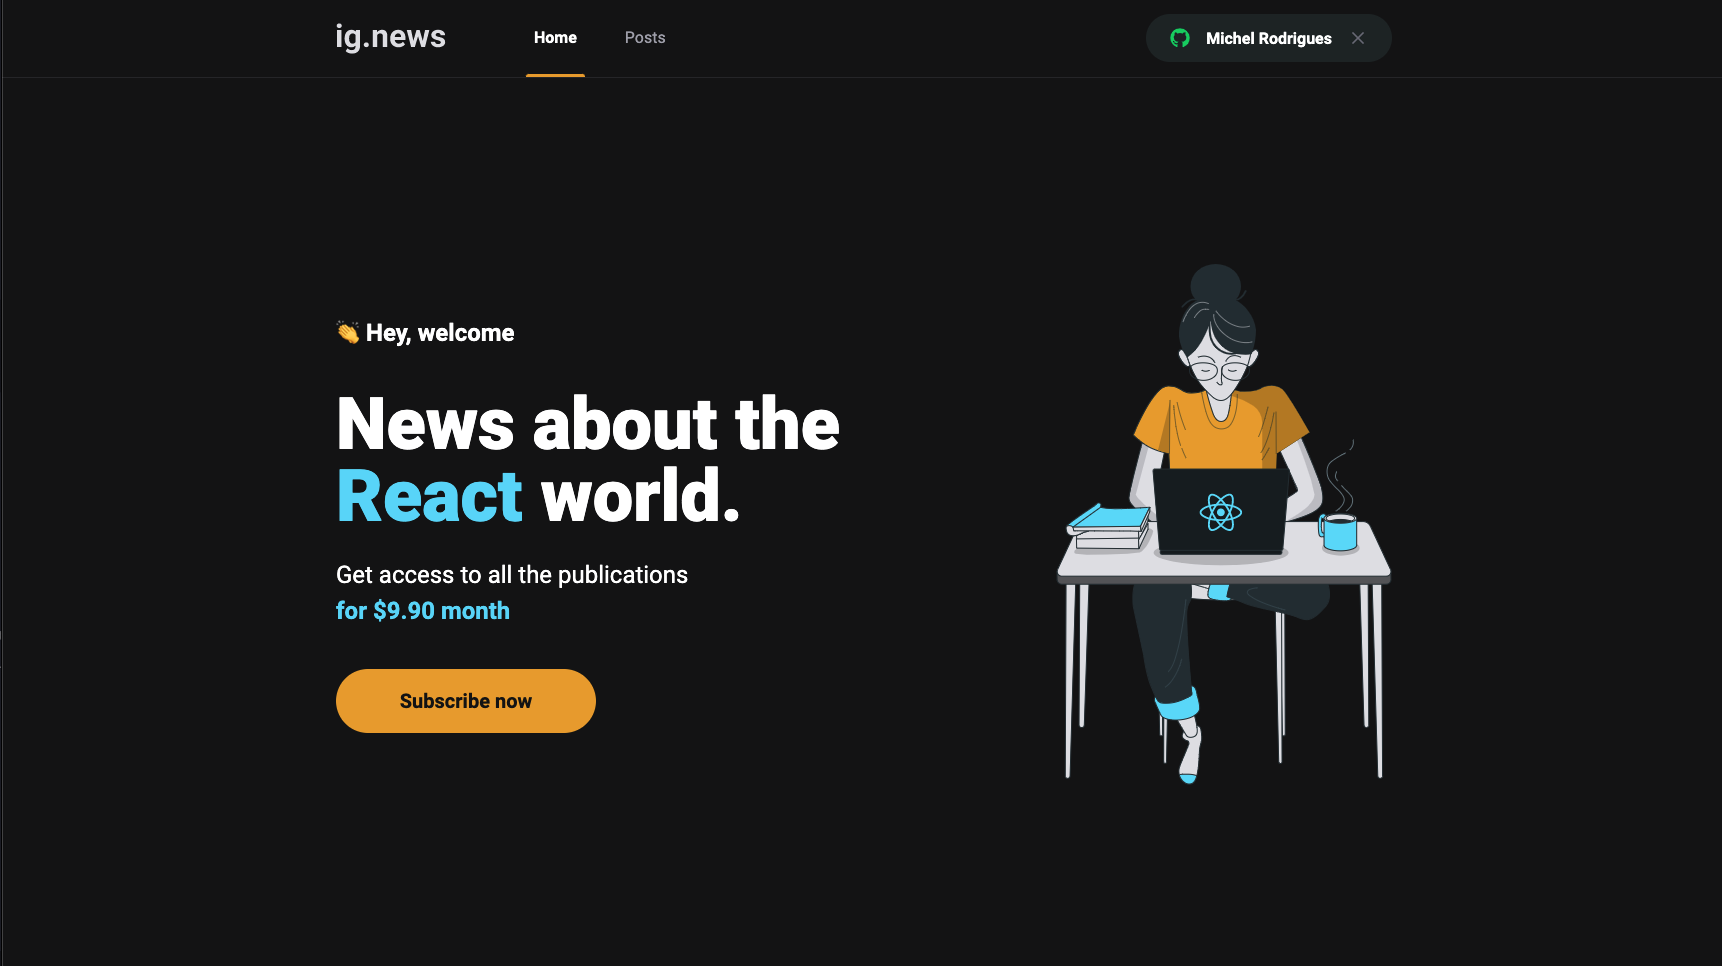 ig.news
Home
Posts
Michel Rodrigues
👏 Hey, welcome
News about the
React world.
Get access to all the publications
for $9.90 month
Subscribe now